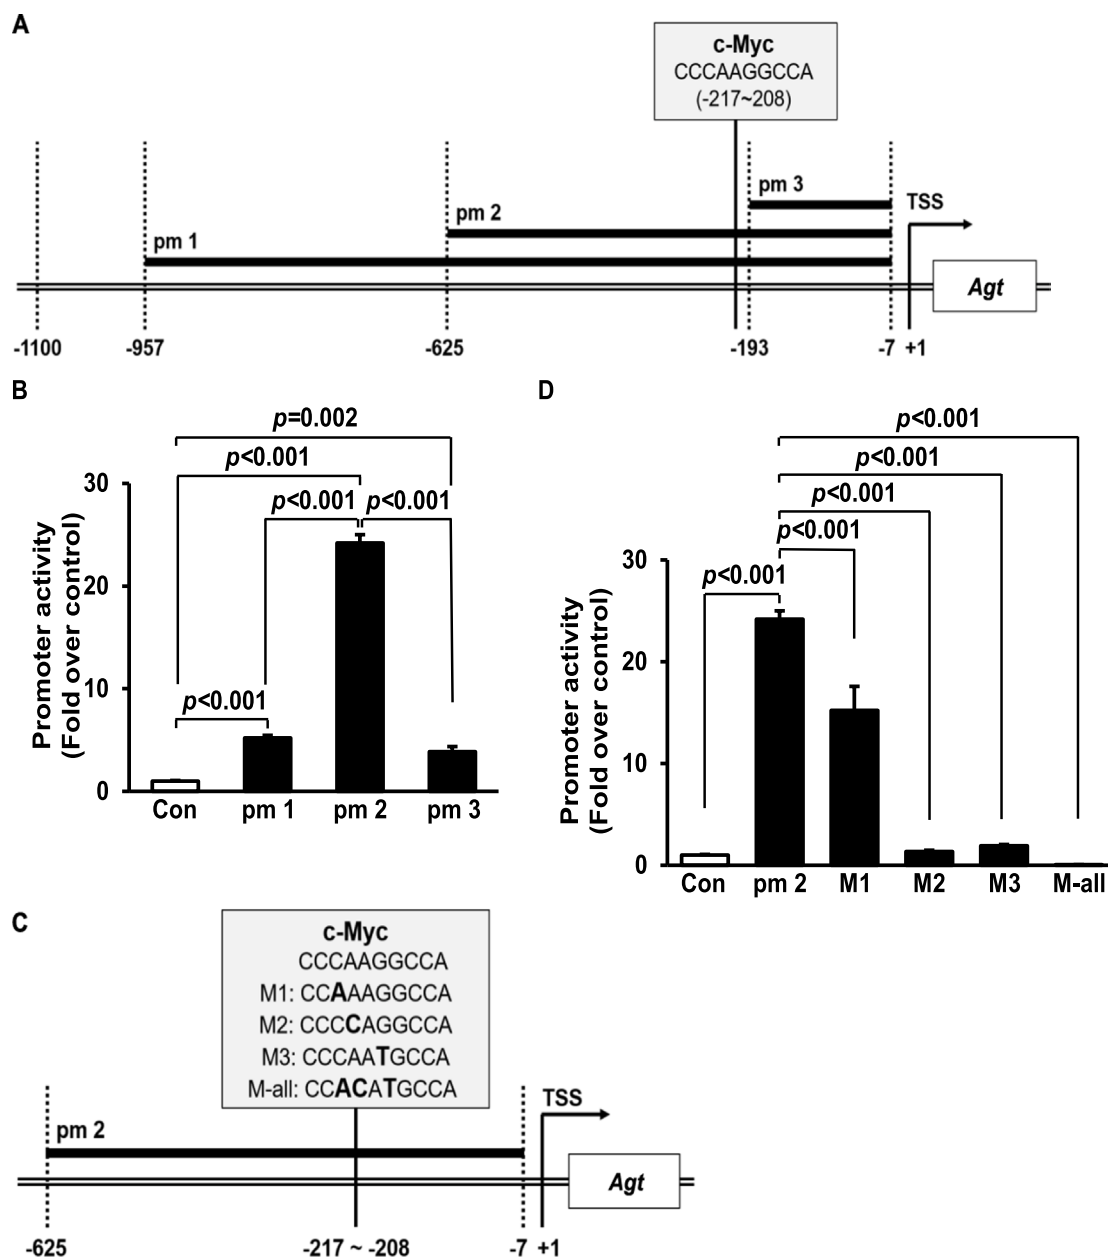 A
c-Myc
CCCAAGGCCA
(-217~208)
pm 3
TSS
pm 2
pm 1
Agt
-1100 -957 -625 -193 -7 +1
B
p=0.002
p<0.001
p<0.001 p<0.001
p<0.001
Promoter activity
(Fold over control)
30
20
10
0
Con pm 1 pm 2 pm 3
D
p<0.001
p<0.001
p<0.001
p<0.001
p<0.001
Promoter activity
(Fold over control)
30
20
10
0
Con pm 2 M1 M2 M3 M-all
C
c-Myc
CCCAAGGCCA
M1: CCAAAGGCCA
M2: CCCCAGGCCA
M3: CCCAATGCCA
M-all: CCACATGCCA
TSS
pm 2
Agt
-625 -217 ~ -208 -7 +1